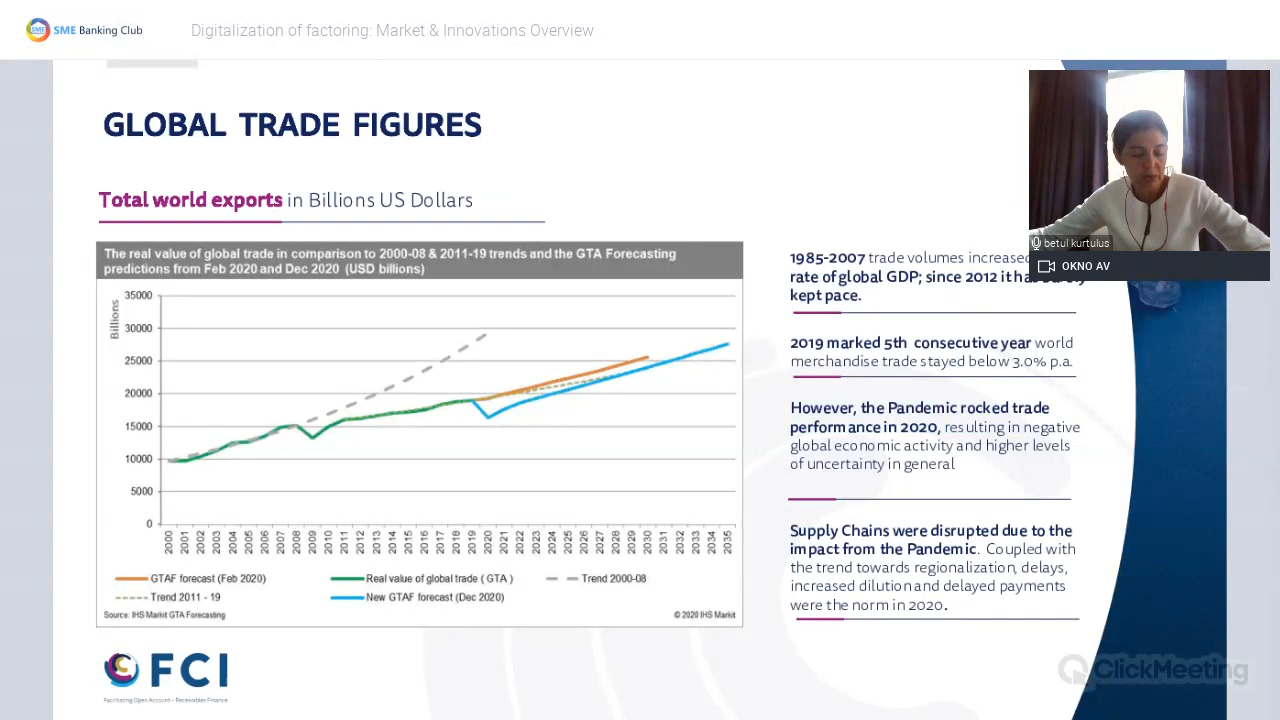 SME
SME Banking Club
Digitalization of factoring: Market & Innovations Overview
GLOBAL TRADE FIGURES
Total world exports in Billions US Dollars
The real value of global trade in comparison to 2000-08 & 2011-19 trends and the GTA Forecasting
predictions from Feb 2020 and Dec 2020 (USD billions)
Billions
35000
30000
25000
20000
15000
10000
5000
0
2000 2001 2002 2003 2004 2005 2006 2007 2008 2009 2010 2011 2012 2013 2014 2015 2016 2017 2018 2019 2020 2021 2022 2023 2024 2025 2026 2027 2028 2029 2030 2031 2032 2033 2034 2035
GTAF forecast (Feb 2020) Real value of global trade ( GTA ) Trend 2000-08
Trend 2011 - 19 New GTAF forecast (Dec 2020)
Source: IHS Markit GTA Forecasting © 2020 IHS Markit
betul kurtulus
OKNO AV
1985-2007 trade volumes increased
rate of global GDP; since 2012 it has
kept pace.
2019 marked 5th consecutive year world
merchandise trade stayed below 3.0% p.a.
However, the Pandemic rocked trade
performance in 2020, resulting in negative
global economic activity and higher levels
of uncertainty in general
Supply Chains were disrupted due to the
impact from the Pandemic. Coupled with
the trend towards regionalization, delays,
increased dilution and delayed payments
were the norm in 2020.
FCI
Facilitating Open Account - Receivables Finance
ClickMeeting